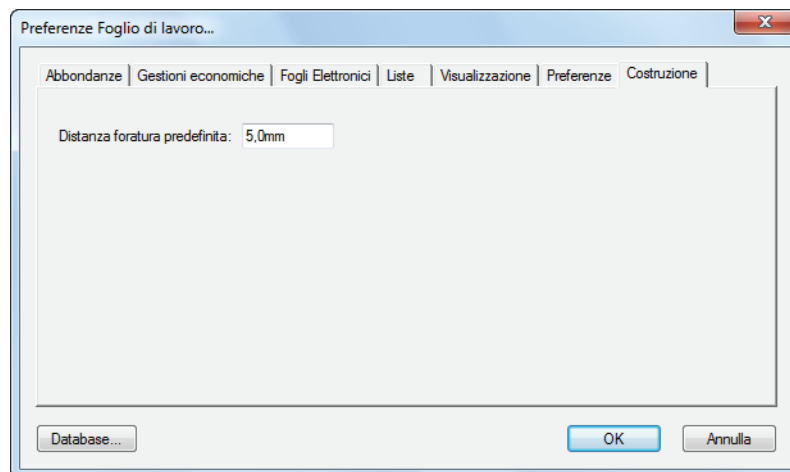 Preferenze Foglio di lavoro...
Abbondanze Gestioni economiche Fogli Elettronici Liste Visualizzazione Preferenze Costruzione
Distanza foratura predefinita: 5,0mm
Database... OK Annulla